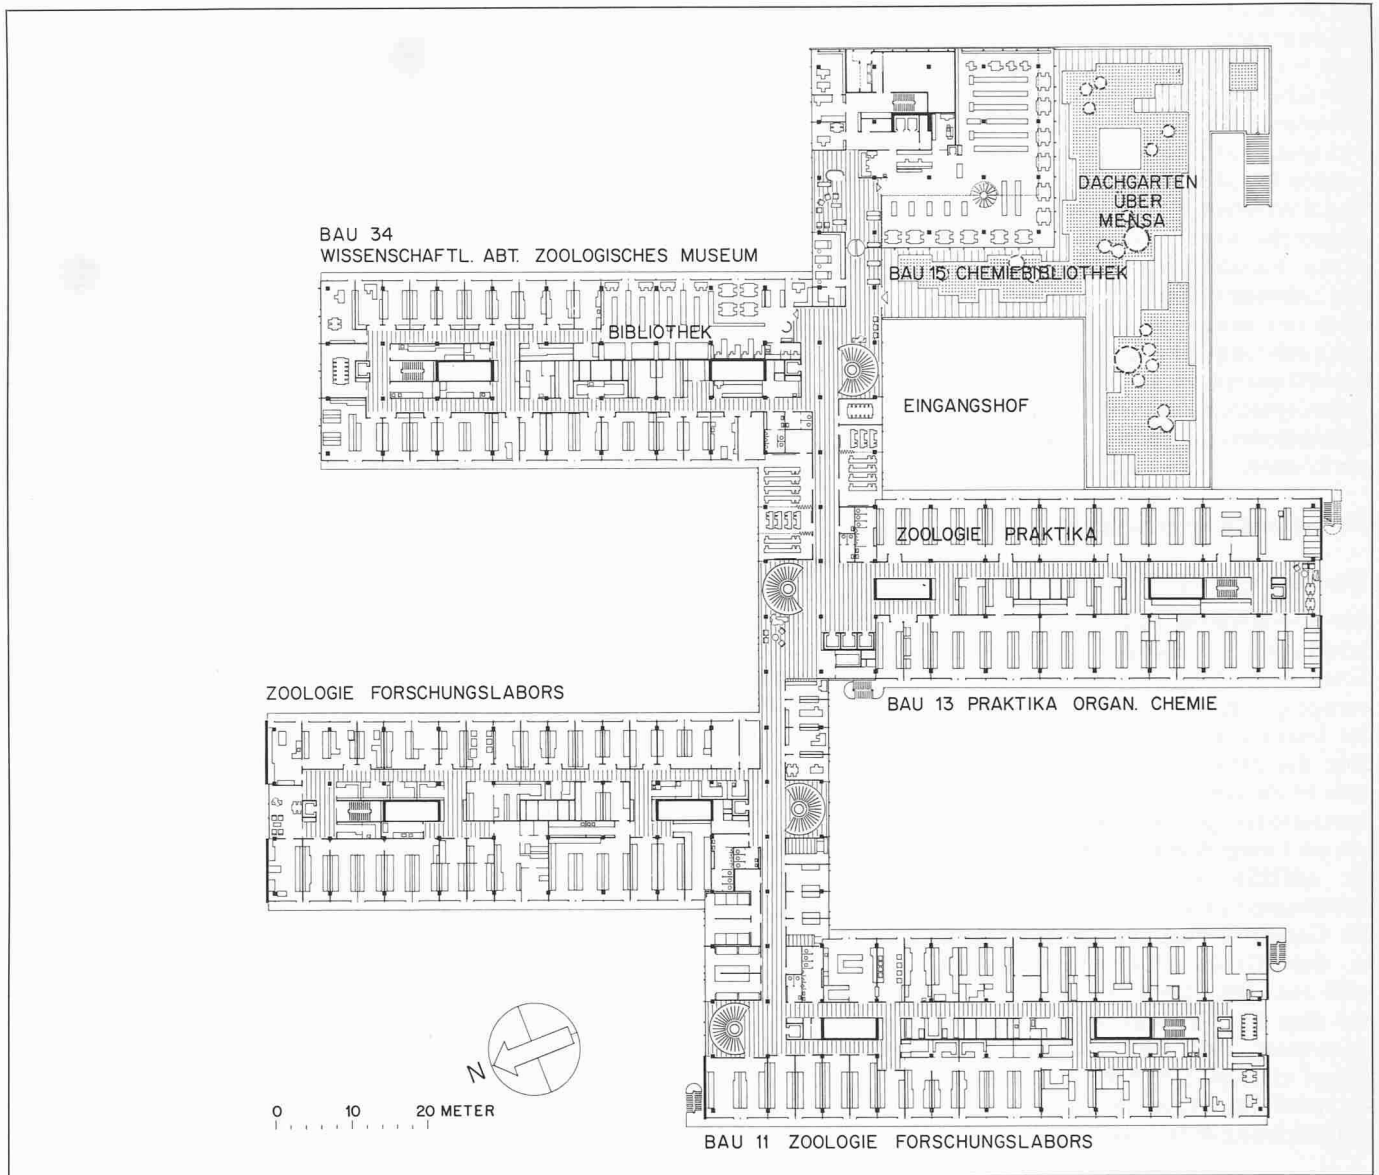 DACHGARTEN
ÜBER
MENSA
BAU 34
WISSENSCHAFTL. ABT. ZOOLOGISCHES MUSEUM
BAU 15 CHEMIEBIBLIOTHEK
BIBLIOTHEK
EINGANGSHOF
ZOOLOGIE PRAKTIKA
ZOOLOGIE FORSCHUNGSLABORS
BAU 13 PRAKTIKA ORGAN. CHEMIE
N
0 10 20 METER
BAU 11 ZOOLOGIE FORSCHUNGSLABORS